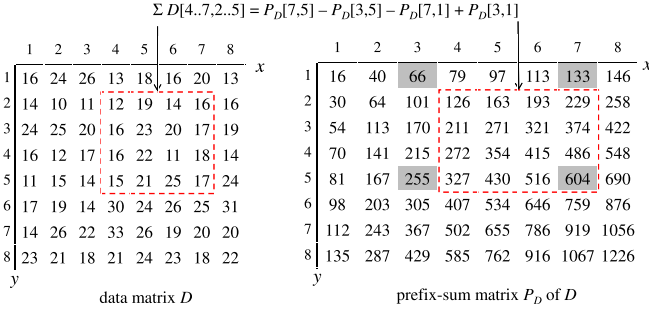 Σ D[4..7,2..5] = P_D[7,5] − P_D[3,5] − P_D[7,1] + P_D[3,1]
1 2 3 4 5 6 7 8 x 1 2 3 4 5 6 7 8 x
1 16 24 26 13 18 16 20 13 1 16 40 66 79 97 113 133 146
2 14 10 11 12 19 14 16 16 2 30 64 101 126 163 193 229 258
3 24 25 20 16 23 20 17 19 3 54 113 170 211 271 321 374 422
4 16 12 17 16 22 11 18 14 4 70 141 215 272 354 415 486 548
5 11 15 14 15 21 25 17 24 5 81 167 255 327 430 516 604 690
6 17 19 14 30 24 26 25 31 6 98 203 305 407 534 646 759 876
7 14 26 22 33 26 19 20 20 7 112 243 367 502 655 786 919 1056
8 23 21 18 21 24 23 18 22 8 135 287 429 585 762 916 1067 1226
y y
data matrix D prefix-sum matrix P_D of D